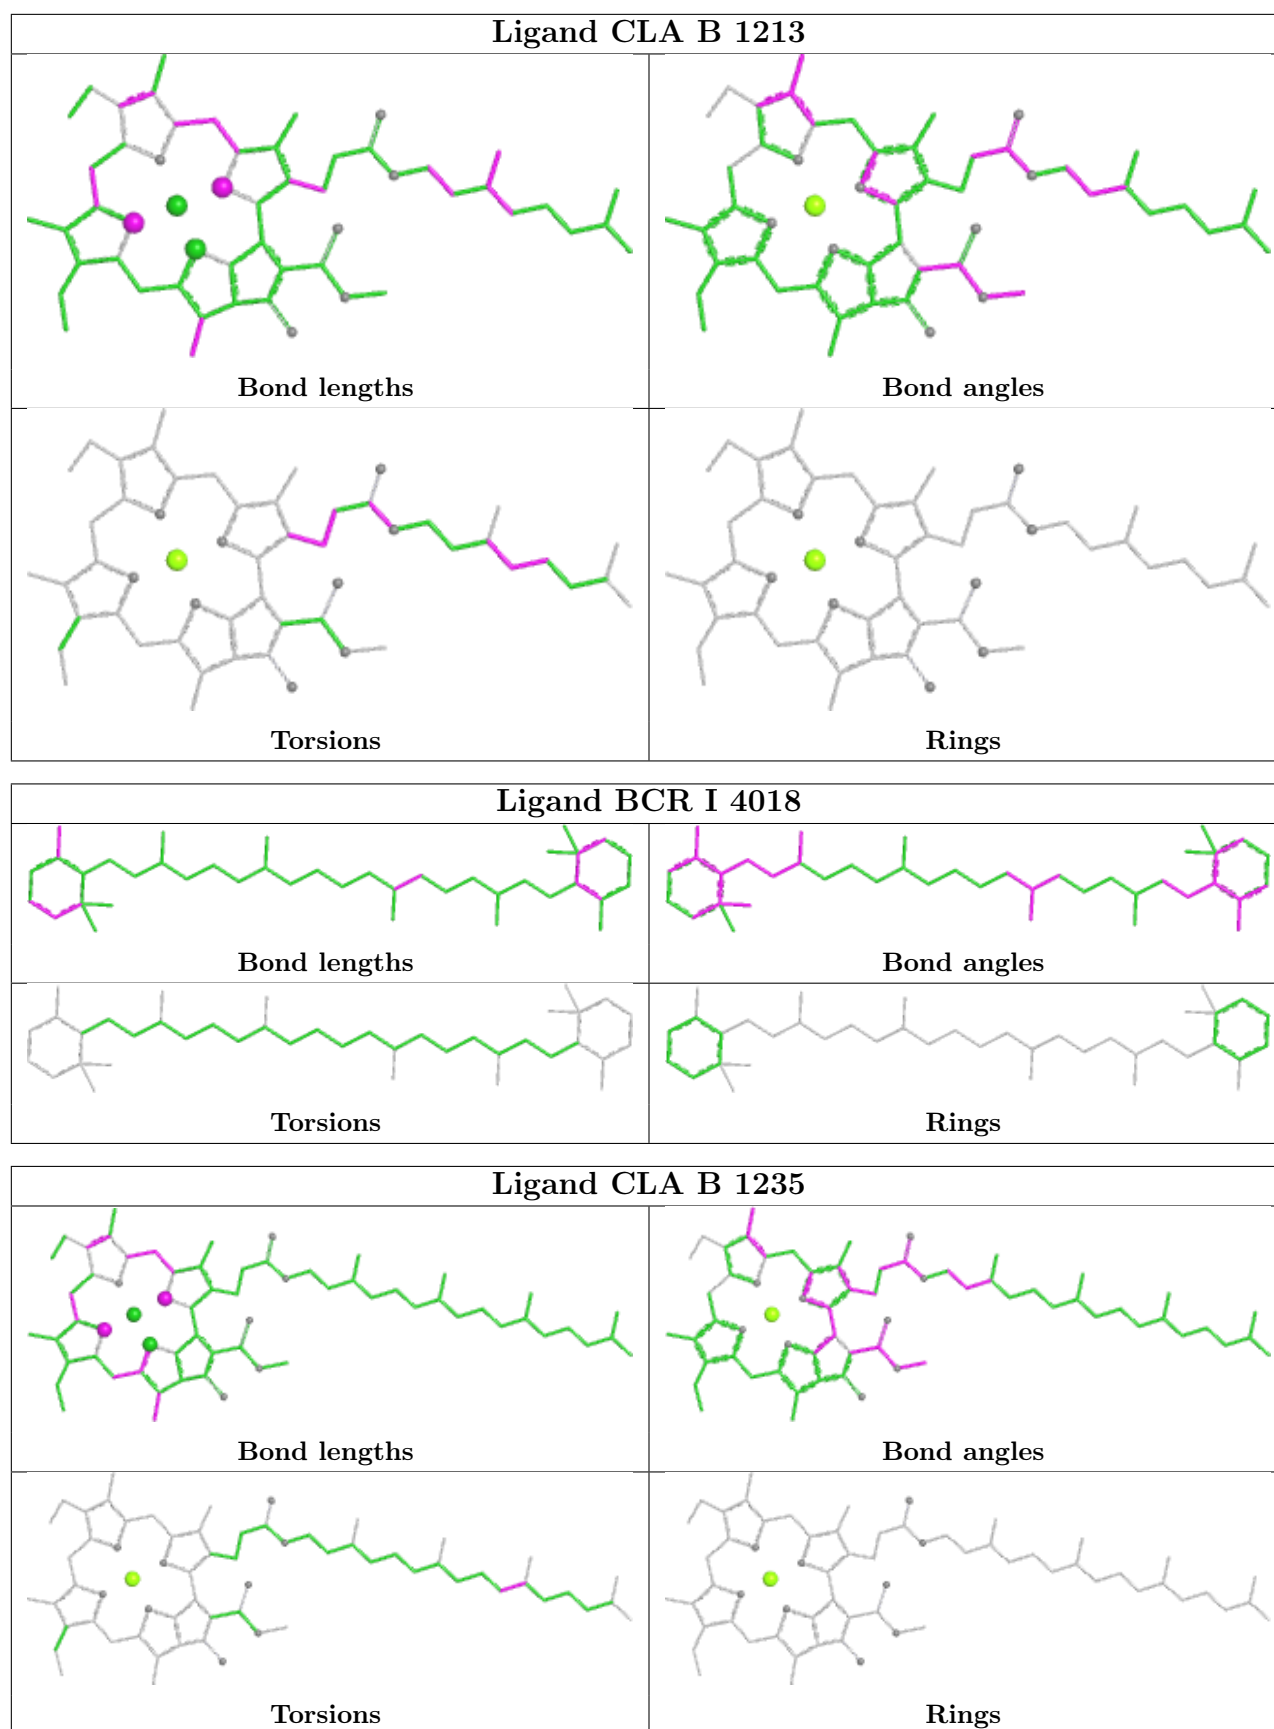 Ligand CLA B 1213
Bond lengths
Bond angles
Torsions
Rings
Ligand BCR I 4018
Bond lengths
Bond angles
Torsions
Rings
Ligand CLA B 1235
Bond lengths
Bond angles
Torsions
Rings